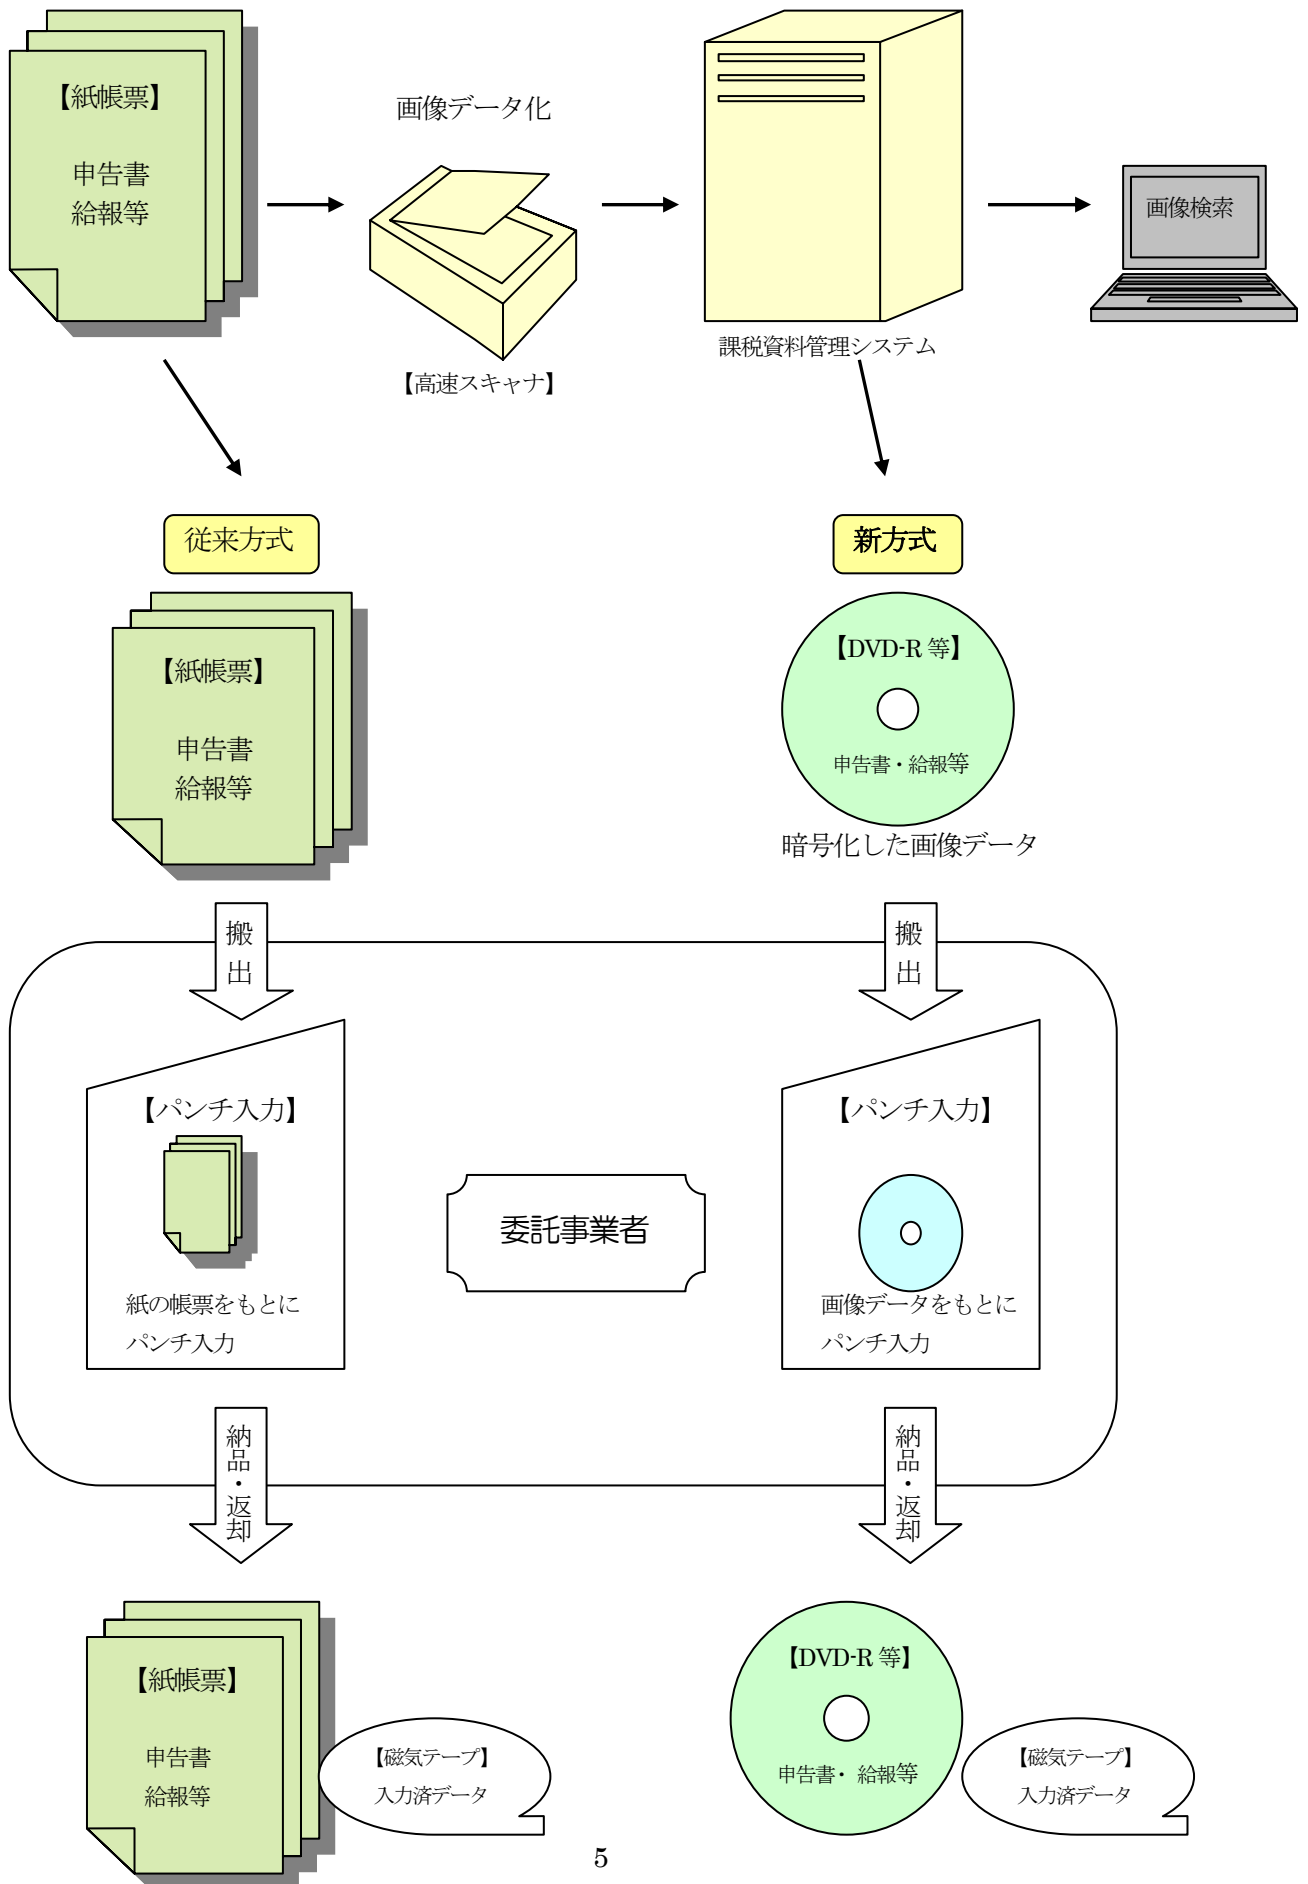 【紙帳票】
申告書
給報等
画像データ化
【高速スキャナ】
課税資料管理システム
画像検索
従来方式
新方式
【紙帳票】
申告書
給報等
【DVD-R 等】
申告書・給報等
暗号化した画像データ
搬出
搬出
【パンチ入力】
紙の帳票をもとに
パンチ入力
委託事業者
【パンチ入力】
画像データをもとに
パンチ入力
納品・返却
納品・返却
【紙帳票】
申告書
給報等
【磁気テープ】
入力済データ
【DVD-R 等】
申告書・ 給報等
【磁気テープ】
入力済データ
5